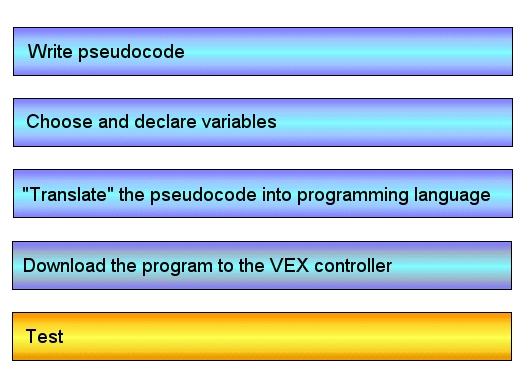 Write pseudocode
Choose and declare variables
"Translate" the pseudocode into programming language
Download the program to the VEX controller
Test